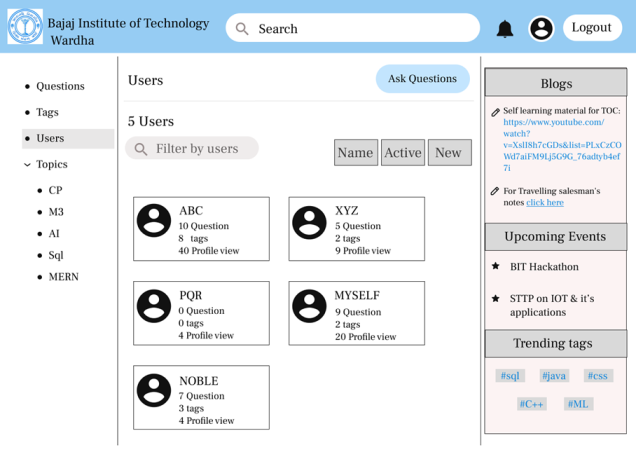 Bajaj Institute of Technology
Wardha
Search
Logout
Questions
Tags
Users
Topics
CP
M3
AI
Sql
MERN
Users
Ask Questions
5 Users
Filter by users
Name
Active
New
ABC
10 Question
8 tags
40 Profile view
XYZ
5 Question
2 tags
9 Profile view
PQR
0 Question
0 tags
4 Profile view
MYSELF
9 Question
2 tags
20 Profile view
NOBLE
7 Question
3 tags
4 Profile view
Blogs
Self learning material for TOC:
https://www.youtube.com/
watch?
v=XslI8h7cGDs&list=PLxCzCO
Wd7aiFM9Lj5G9G_76adtyb4ef
7i
For Travelling salesman's
notes click here
Upcoming Events
BIT Hackathon
STTP on IOT & it's
applications
Trending tags
#sql
#java
#css
#C++
#ML